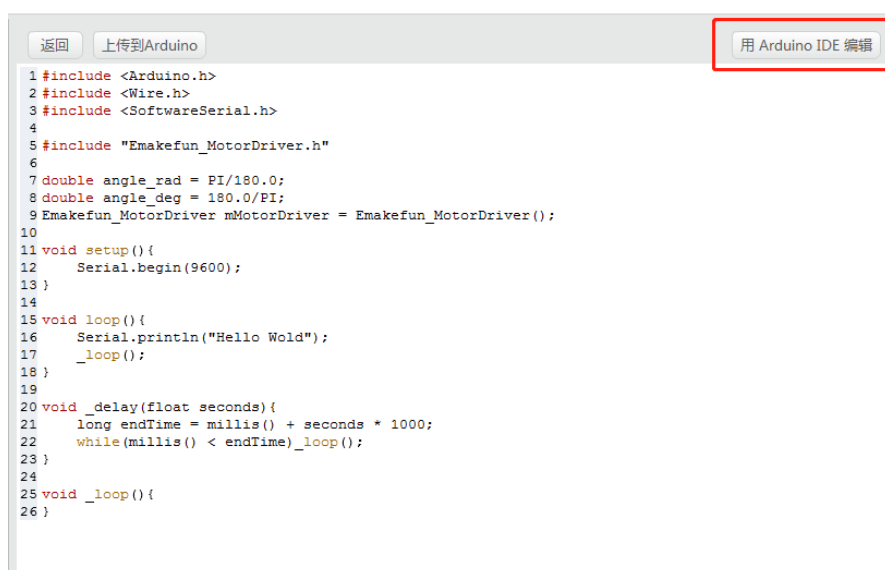 返回 上传到Arduino 用 Arduino IDE 编辑
1 #include <Arduino.h>
2 #include <Wire.h>
3 #include <SoftwareSerial.h>
4
5 #include "Emakefun_MotorDriver.h"
6
7 double angle_rad = PI/180.0;
8 double angle_deg = 180.0/PI;
9 Emakefun_MotorDriver mMotorDriver = Emakefun_MotorDriver();
10
11 void setup(){
12     Serial.begin(9600);
13 }
14
15 void loop(){
16     Serial.println("Hello Wold");
17     _loop();
18 }
19
20 void _delay(float seconds){
21     long endTime = millis() + seconds * 1000;
22     while(millis() < endTime)_loop();
23 }
24
25 void _loop(){
26 }